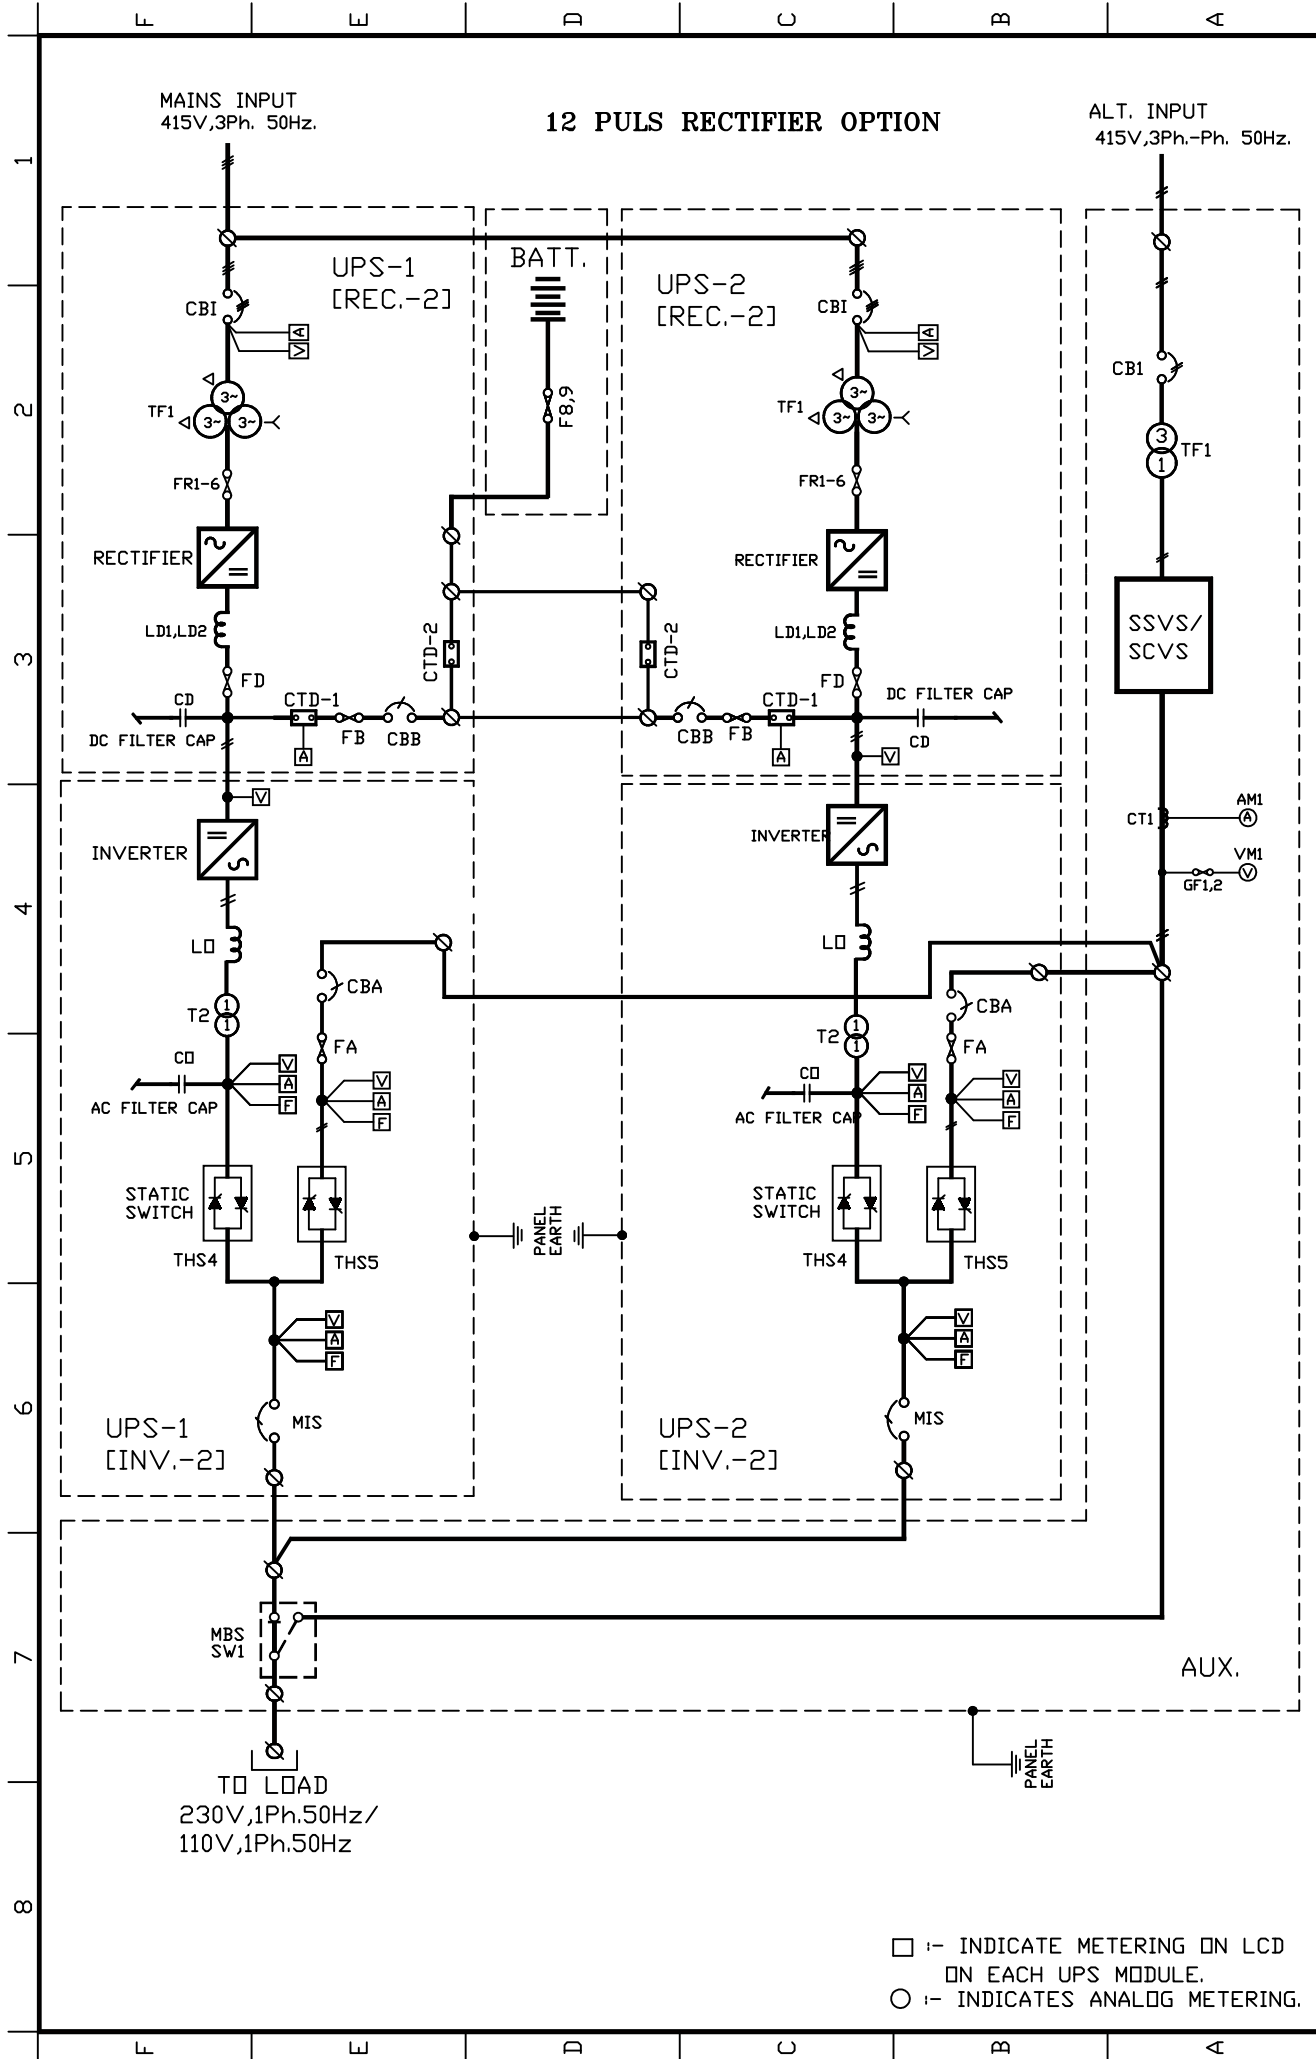 F E D C B A
MAINS INPUT
415V,3Ph. 50Hz.
12 PULS RECTIFIER OPTION
ALT. INPUT
415V,3Ph.-Ph. 50Hz.
1
UPS-1
[REC.-2]
BATT.
UPS-2
[REC.-2]
CBI
A
V
CBI
A
V
CB1
2
TF1
3~
3~ 3~
F8,9
TF1
3~
3~ 3~
3
1
TF1
FR1-6
FR1-6
RECTIFIER
RECTIFIER
SSVS/
SCVS
3
LD1,LD2
CTD-2
CTD-2
LD1,LD2
FD
FD
CD
CTD-1
CTD-1
DC FILTER CAP
DC FILTER CAP
FB
CBB
CBB
FB
CD
A
A
V
V
INVERTER
INVERTER
CT1
AM1
A
VM1
V
GF1,2
4
LO
LO
CBA
CBA
T2
1
1
T2
1
1
FA
FA
CO
V
A
F
V
A
F
AC FILTER CAP
CO
V
A
F
V
A
F
AC FILTER CAP
5
STATIC
SWITCH
STATIC
SWITCH
PANEL
EARTH
THS4
THS5
THS4
THS5
V
A
F
V
A
F
6
MIS
MIS
UPS-1
[INV.-2]
UPS-2
[INV.-2]
MBS
SW1
7
AUX.
PANEL
EARTH
TO LOAD
230V,1Ph.50Hz/
110V,1Ph.50Hz
8
:- INDICATE METERING ON LCD
ON EACH UPS MODULE.
:- INDICATES ANALOG METERING.
F E D C B A